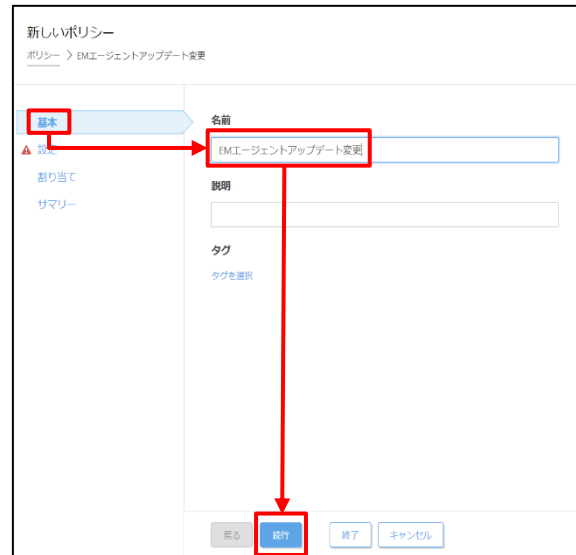 新しいポリシー
ポリシー > EMエージェントアップデート変更
基本
設定
割り当て
サマリー
名前
EMエージェントアップデート変更
説明
タグ
タグを選択
戻る
続行
終了
キャンセル